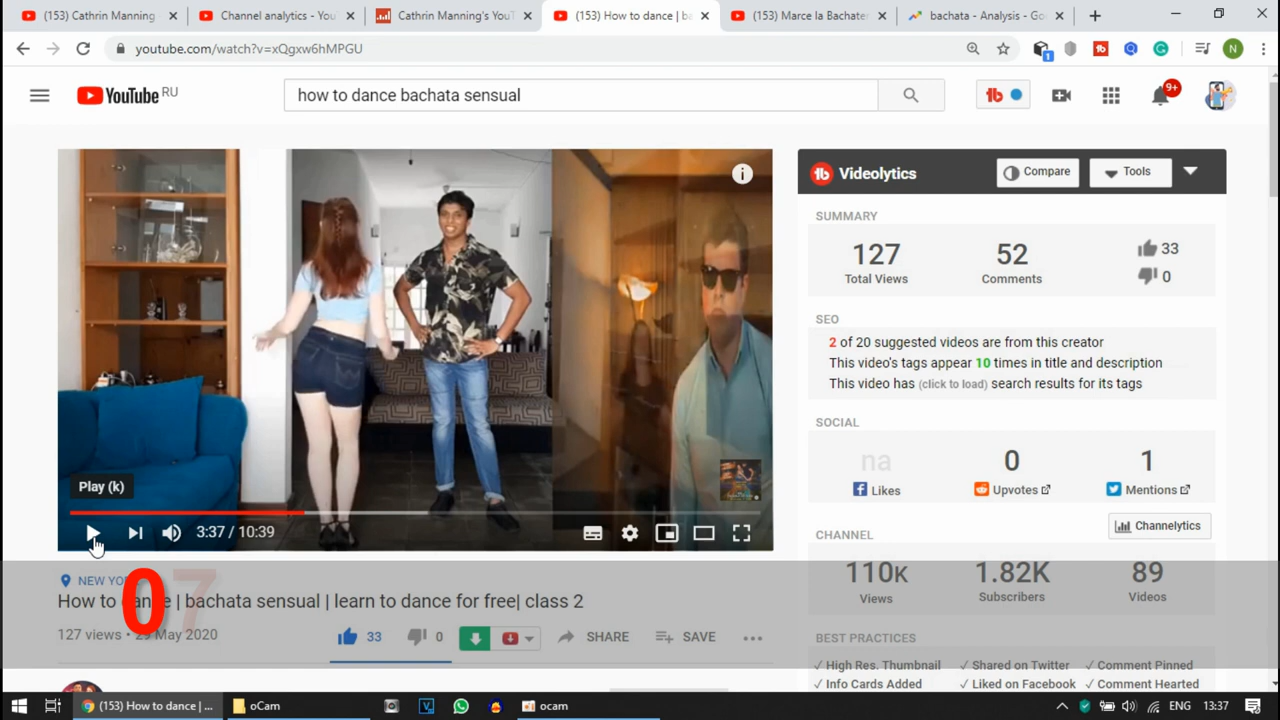 (153) Cathrin Manning
Channel analytics - You
Cathrin Manning's You
(153) How to dance | ba
(153) Marce la Bachater
bachata - Analysis - Go
youtube.com/watch?v=xQgxw6hMPGU
1
N
YouTube RU
how to dance bachata sensual
9+
Videolytics
Compare
Tools
SUMMARY
127
Total Views
52
Comments
33
0
SEO
2 of 20 suggested videos are from this creator
This video's tags appear 10 times in title and description
This video has (click to load) search results for its tags
SOCIAL
na
Likes
0
Upvotes
1
Mentions
Channelytics
CHANNEL
110K
Views
1.82K
Subscribers
89
Videos
BEST PRACTICES
✓ High Res. Thumbnail
✓ Shared on Twitter
✓ Comment Pinned
✓ Info Cards Added
✓ Liked on Facebook
✓ Comment Hearted
Play (k)
3:37 / 10:39
07
NEW YO
How to dance | bachata sensual | learn to dance for free| class 2
127 views • 29 May 2020
33
0
SHARE
SAVE
(153) How to dance | ...
oCam
ocam
ENG
13:37